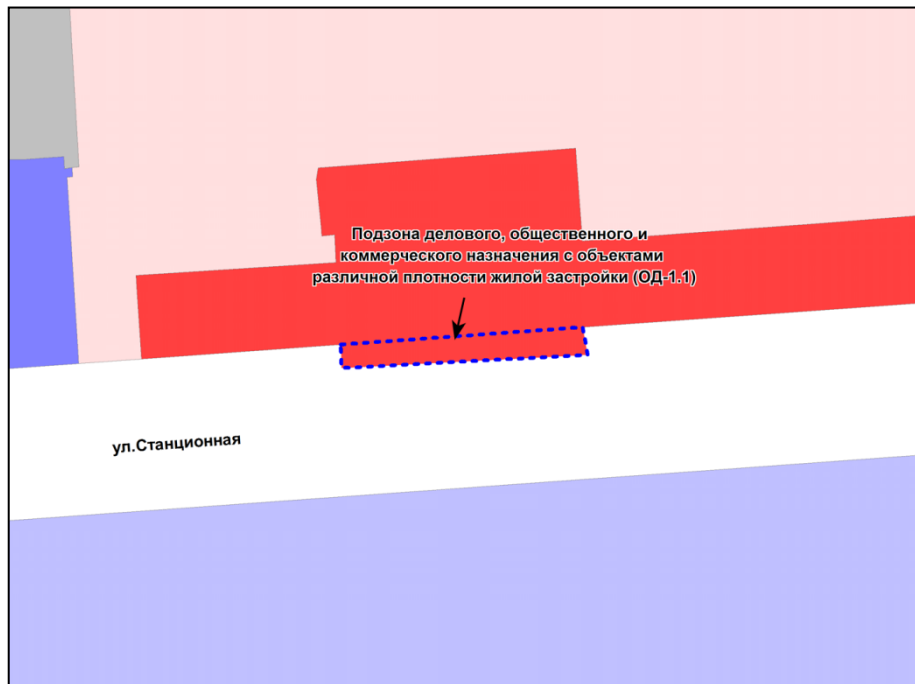 Подзона делового, общественного и
коммерческого назначения с объектами
различной плотности жилой застройки (ОД-1.1)
ул.Станционная